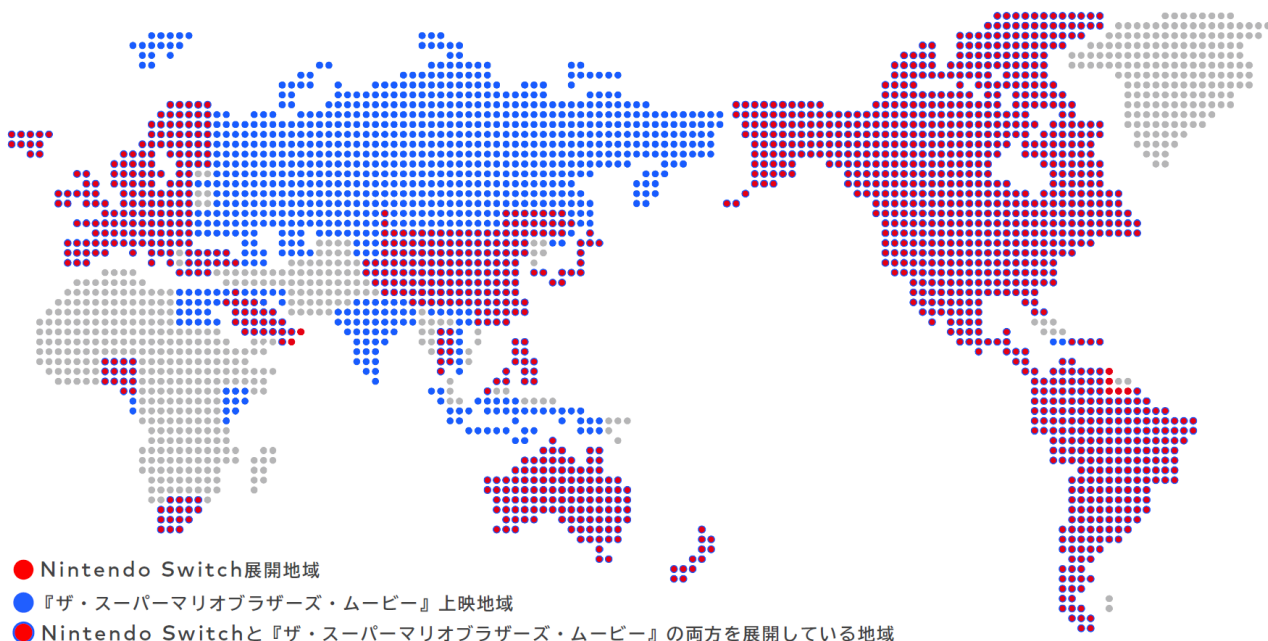 Nintendo Switch展開地域
『ザ・スーパーマリオブラザーズ・ムービー』上映地域
Nintendo Switchと『ザ・スーパーマリオブラザーズ・ムービー』の両方を展開している地域